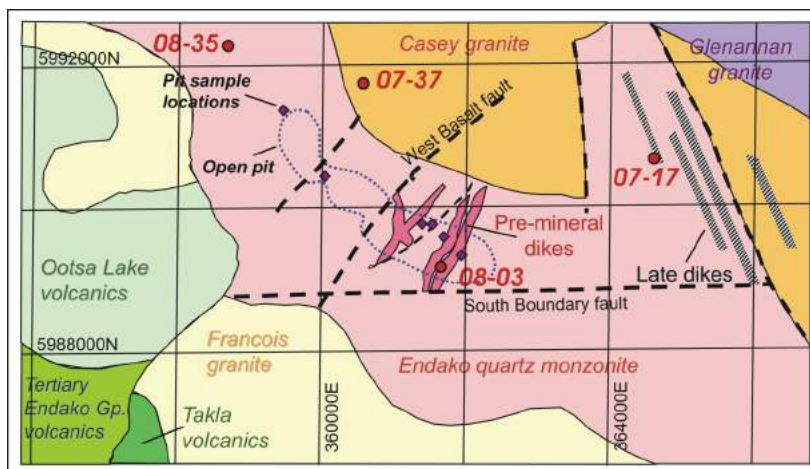 08-35
Casey granite
Glenannan
granite
5992000N
Pit sample
locations
07-37
West Basalt fault
Open pit
07-17
Pre-mineral
dikes
Ootsa Lake
volcanics
Late dikes
08-03
South Boundary fault
5988000N
Francois
granite
Endako quartz monzonite
Tertiary
Endako Gp.
volcanics
Takla
volcanics
360000E
364000E